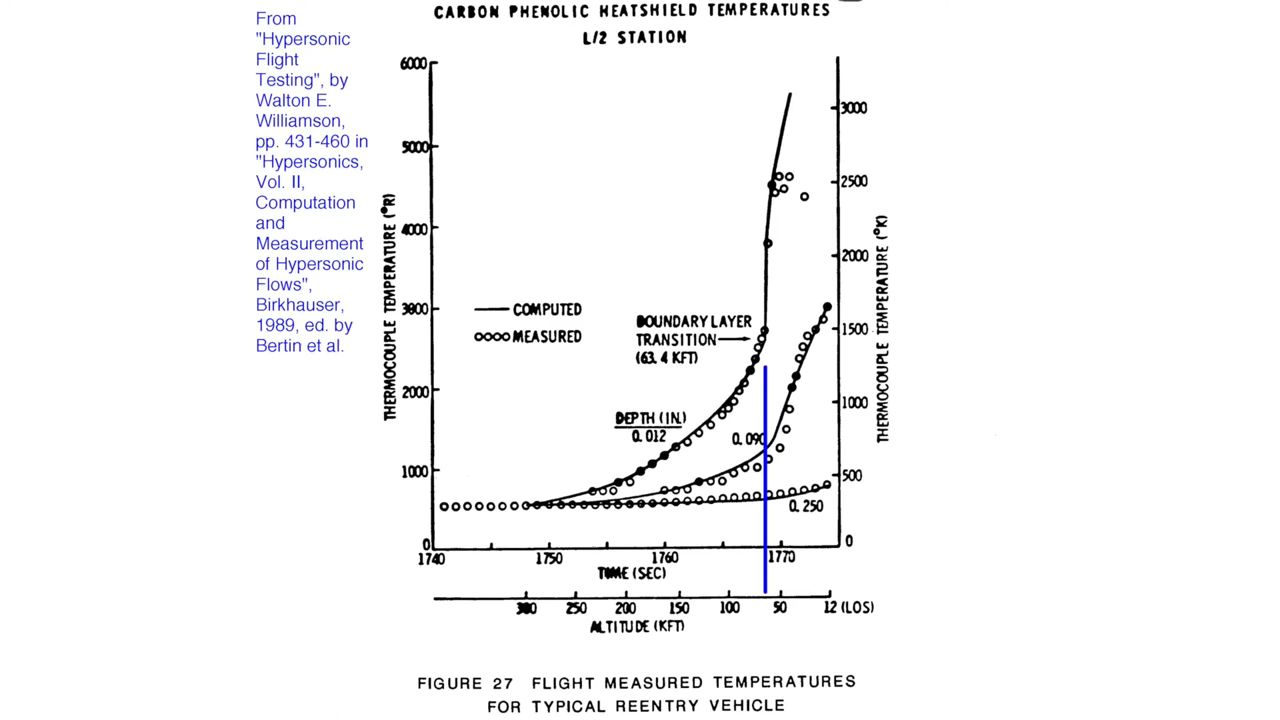 From
"Hypersonic
Flight
Testing", by
Walton E.
Williamson,
pp. 431-460 in
"Hypersonics,
Vol. II,
Computation
and
Measurement
of Hypersonic
Flows",
Birkhauser,
1989, ed. by
Bertin et al.
CARBON PHENOLIC HEATSHIELD TEMPERATURES
L/2 STATION
THERMOCOUPLE TEMPERATURE (°R)
6000
5000
4000
3000
2000
1000
0
THERMOCOUPLE TEMPERATURE (°K)
3000
2500
2000
1500
1000
500
0
COMPUTED
MEASURED
BOUNDARY LAYER
TRANSITION
(63.4 KFT)
DEPTH (IN.)
0.012
0.090
0.250
1740 1750 1760 1770
TIME (SEC)
300 250 200 150 100 50 12 (LOS)
ALTITUDE (KFT)
FIGURE 27 FLIGHT MEASURED TEMPERATURES
FOR TYPICAL REENTRY VEHICLE